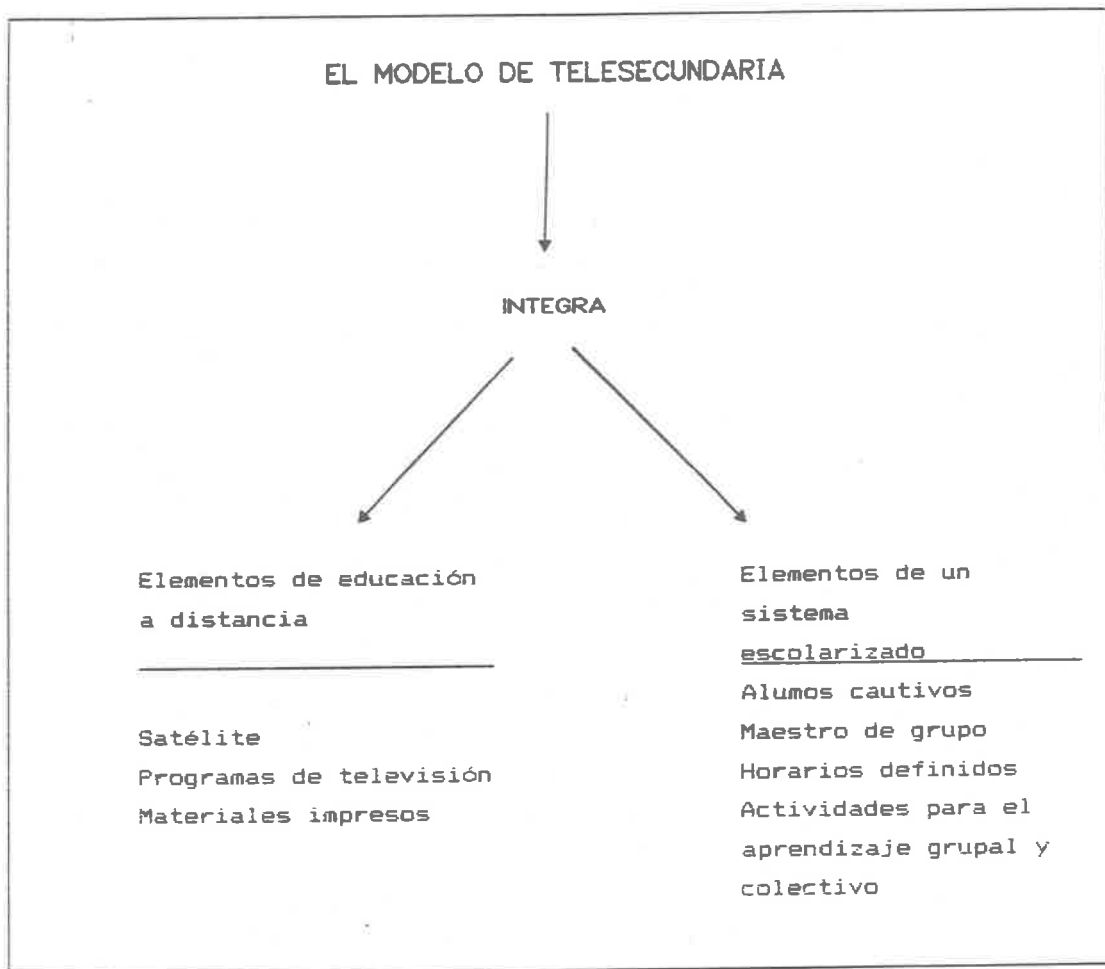 EL MODELO DE TELESECUNDARIA
INTEGRA
Elementos de educación
a distancia
Satélite
Programas de televisión
Materiales impresos
Elementos de un
sistema
escolarizado
Alumos cautivos
Maestro de grupo
Horarios definidos
Actividades para el
aprendizaje grupal y
colectivo